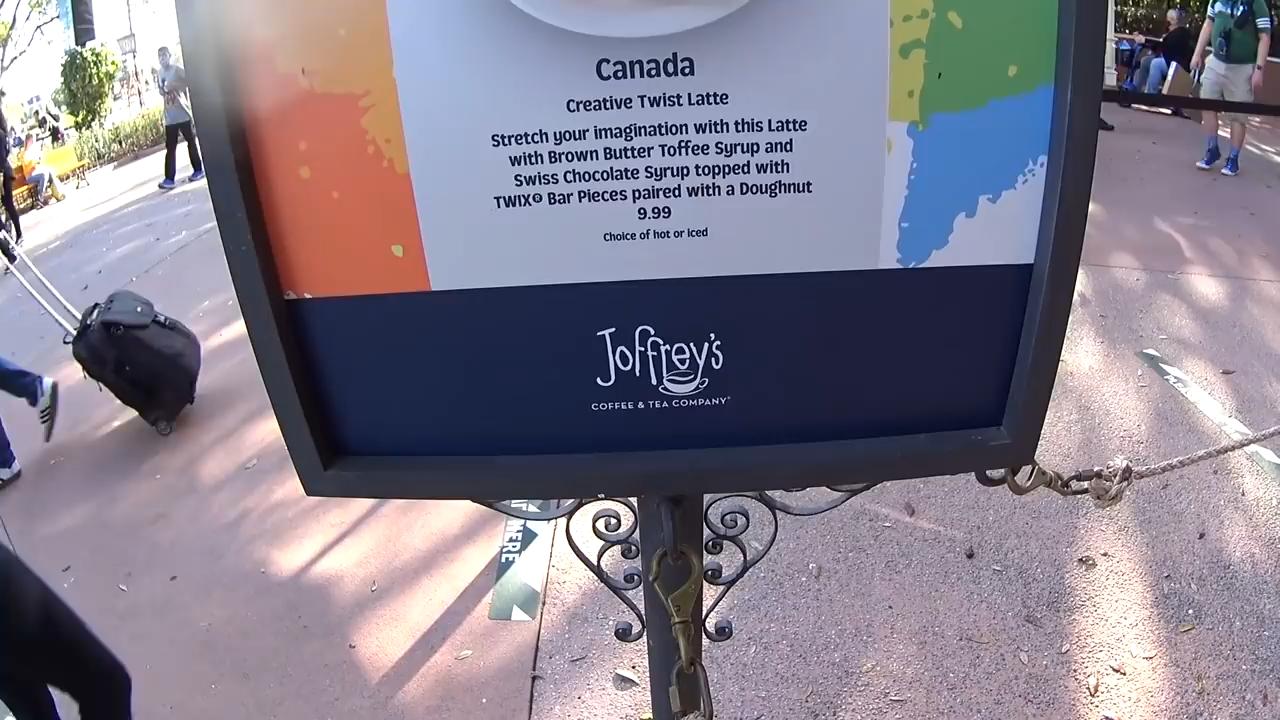 Canada
Creative Twist Latte
Stretch your imagination with this Latte
with Brown Butter Toffee Syrup and
Swiss Chocolate Syrup topped with
TWIX® Bar Pieces paired with a Doughnut
9.99
Choice of hot or iced
Joffrey's
COFFEE & TEA COMPANY®